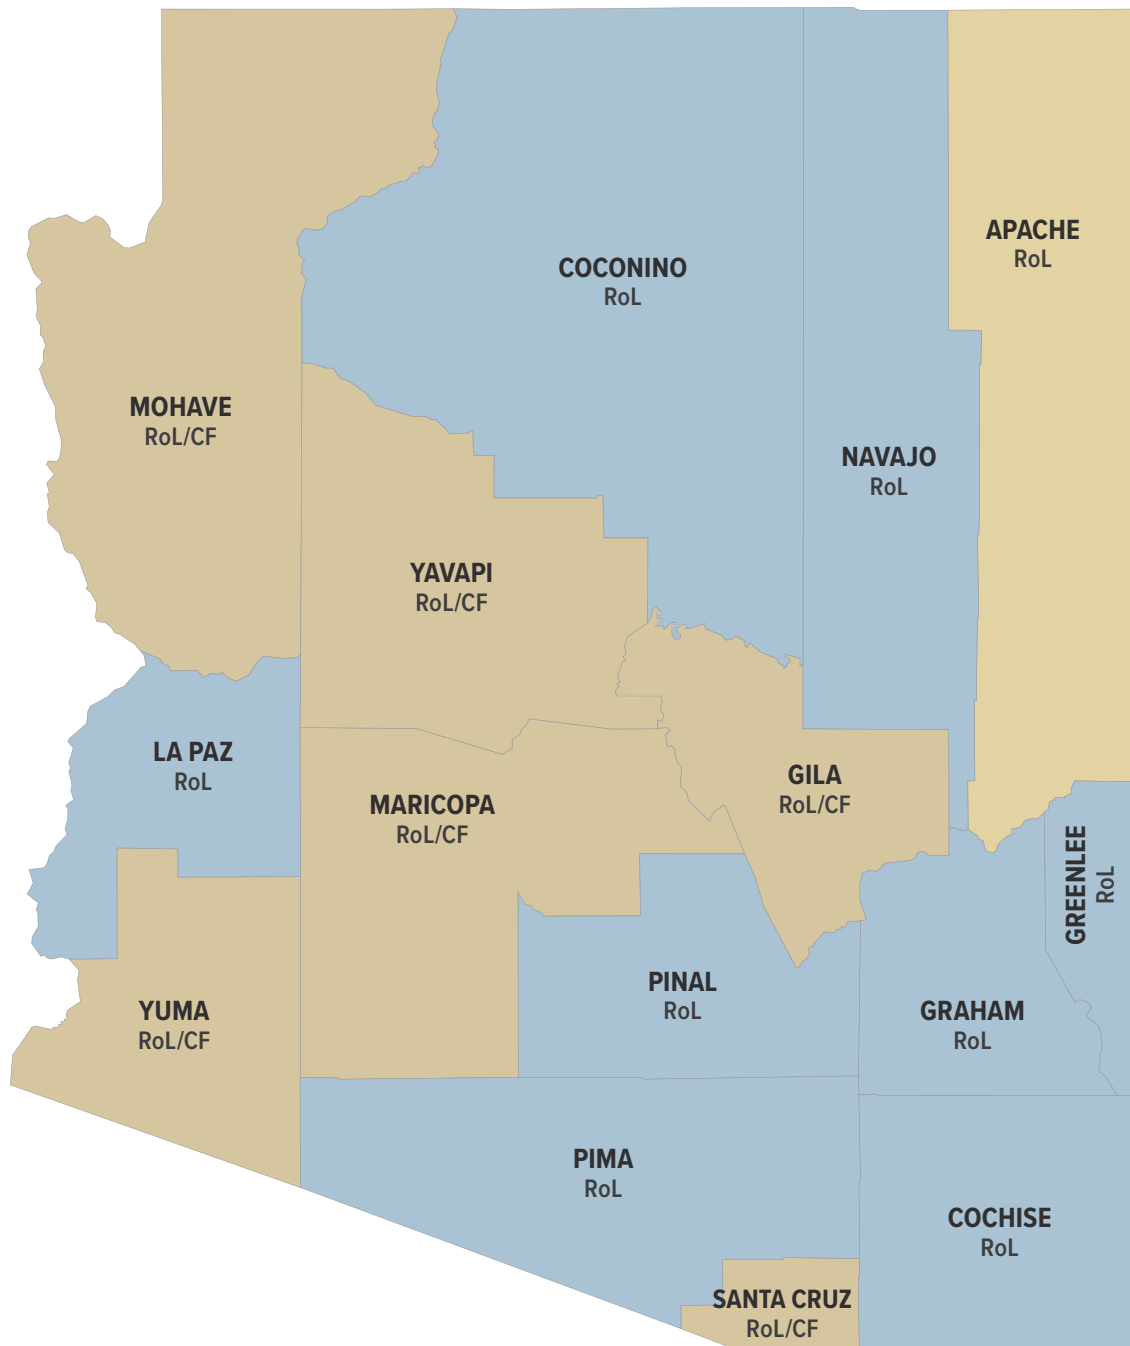 APACHE
RoL
COCONINO
RoL
MOHAVE
RoL/CF
NAVAJO
RoL
YAVAPI
RoL/CF
LA PAZ
RoL
MARICOPA
RoL/CF
GILA
RoL/CF
GREENLEE
RoL
PINAL
RoL
YUMA
RoL/CF
GRAHAM
RoL
PIMA
RoL
COCHISE
RoL
SANTA CRUZ
RoL/CF